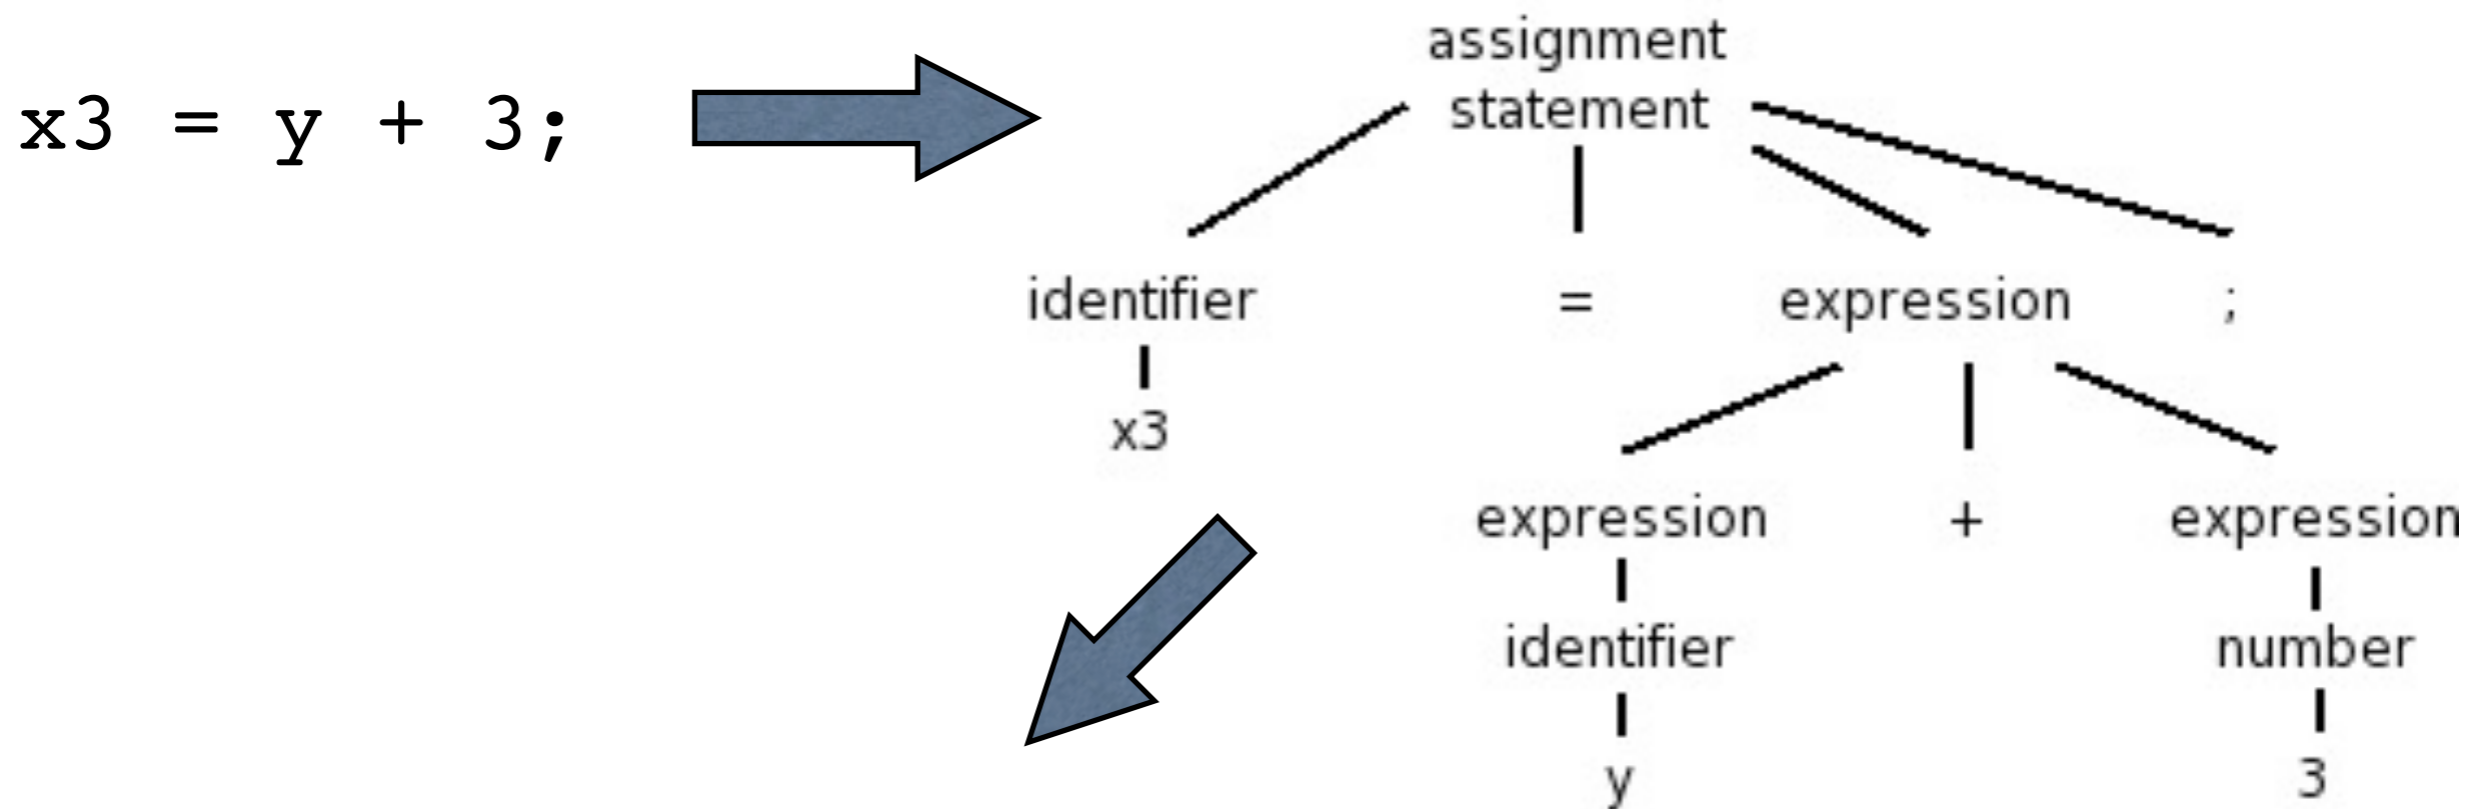 x3 = y + 3;
assignment
statement
identifier = expression ;
x3
expression + expression
identifier number
y 3